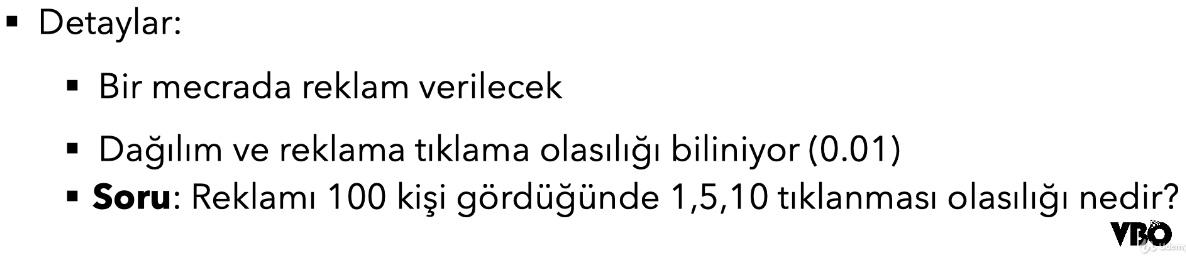 Detaylar:
Bir mecrada reklam verilecek
Dağılım ve reklama tıklama olasılığı biliniyor (0.01)
Soru: Reklamı 100 kişi gördüğünde 1,5,10 tıklanması olasılığı nedir?
VBO